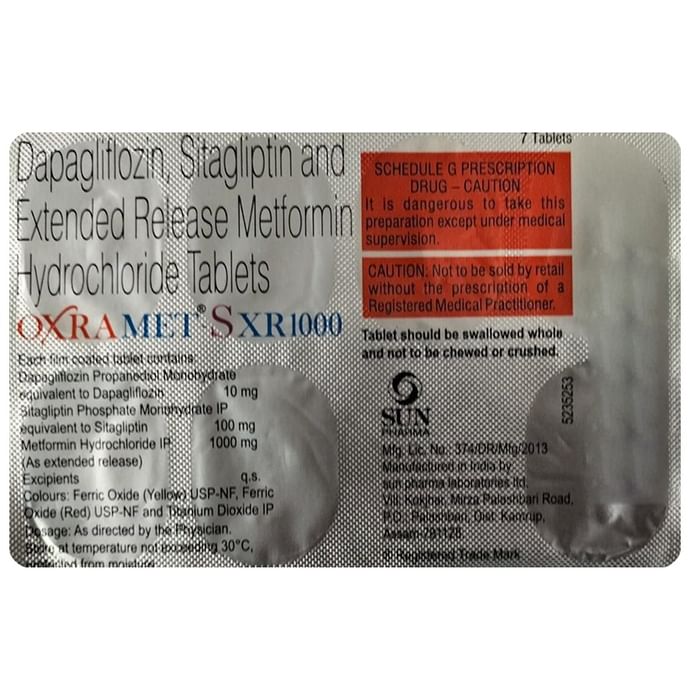 Dapagliflozin, Sitagliptin and
Extended Release Metformin
Hydrochloride Tablets
OXRAMET® SXR1000
Each film coated tablet contains:
Dapagliflozin Propanediol Monohydrate
equivalent to Dapagliflozin 10 mg
Sitagliptin Phosphate Monohydrate IP
equivalent to Sitagliptin 100 mg
Metformin Hydrochloride IP 1000 mg
(As extended release)
Excipients q.s.
Colours: Ferric Oxide (Yellow) USP-NF, Ferric
Oxide (Red) USP-NF and Titanium Dioxide IP
Dosage: As directed by the Physician.
Store at temperature not exceeding 30°C,
protected from moisture
7 Tablets
SCHEDULE G PRESCRIPTION
DRUG – CAUTION
It is dangerous to take this
preparation except under medical
supervision.
CAUTION: Not to be sold by retail
without the prescription of a
Registered Medical Practitioner.
Tablet should be swallowed whole
and not to be chewed or crushed.
SUN
PHARMA
5235253
Mfg. Lic. No. 374/DR/Mfg/2013
Manufactured in India by
sun pharma laboratories ltd.
Vill: Kokjhar, Mirza Palashbari Road,
P.O.: Palashbari, Dist: Kamrup,
Assam-781128.
® Registered Trade Mark